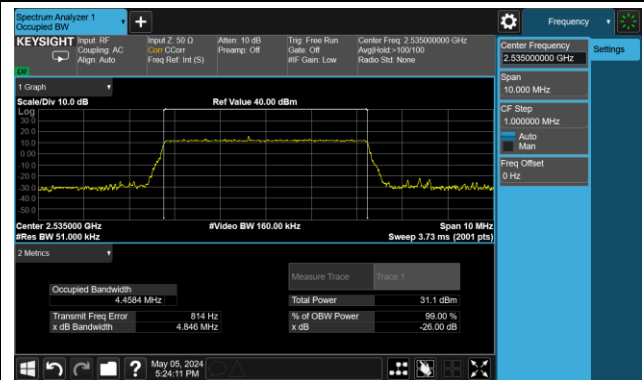 Spectrum Analyzer 1
Occupied BW
Frequency
KEYSIGHT
Input: RF
Coupling: AC
Align: Auto
Input Z: 50 Ω
Corr CCorr
Freq Ref: Int (S)
Atten: 10 dB
Preamp: Off
Trig: Free Run
Gate: Off
#IF Gain: Low
Center Freq: 2.535000000 GHz
Avg|Hold:>100/100
Radio Std: None
Center Frequency
2.535000000 GHz
Settings
Span
10.000 MHz
CF Step
1.000000 MHz
Auto
Man
Freq Offset
0 Hz
1 Graph
Scale/Div 10.0 dB
Ref Value 40.00 dBm
Log
30.0
20.0
10.0
0.00
-10.0
-20.0
-30.0
-40.0
-50.0
Center 2.535000 GHz
#Video BW 160.00 kHz
Span 10 MHz
#Res BW 51.000 kHz
Sweep 3.73 ms (2001 pts)
2 Metrics
Measure Trace
Trace 1
Occupied Bandwidth
4.4584 MHz
Total Power
31.1 dBm
Transmit Freq Error
814 Hz
% of OBW Power
99.00 %
x dB Bandwidth
4.846 MHz
x dB
-26.00 dB
May 05, 2024
5:24:11 PM